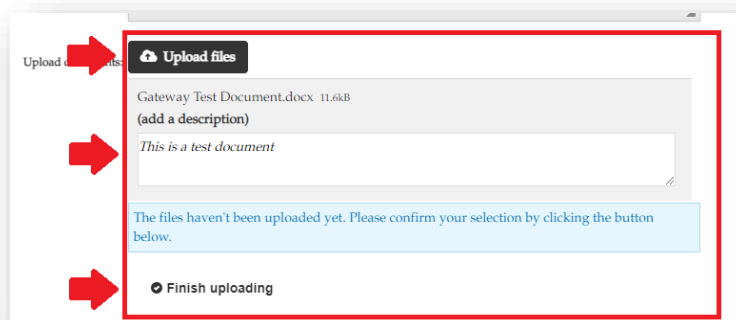 Upload files
Gateway Test Document.docx 11.6kB
(add a description)
This is a test document
The files haven't been uploaded yet. Please confirm your selection by clicking the button
below.
Finish uploading
Upload